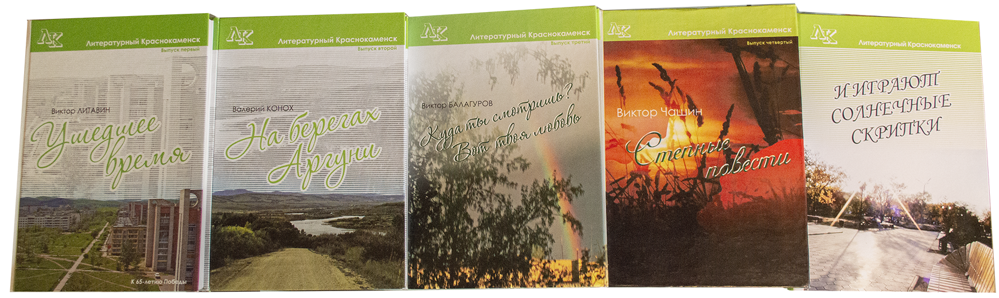 ЛК
Литературный Краснокаменск
Выпуск первый
Виктор ЛИТАВИН
Ушедшее
время
К 65-летию Победы
ЛК
Литературный Краснокаменск
Выпуск второй
Валерий КОНОХ
На берегах
Аргуни
ЛК
Литературный Краснокаменск
Выпуск третий
Виктор БАЛАГУРОВ
Куда ты смотришь?
Вот твоя любовь
ЛК
Литературный Краснокаменск
Выпуск четвертый
Виктор Чашин
Степные
повести
ЛК
Литературный Краснокаменск
И ИГРАЮТ
СОЛНЕЧНЫЕ
СКРИПКИ